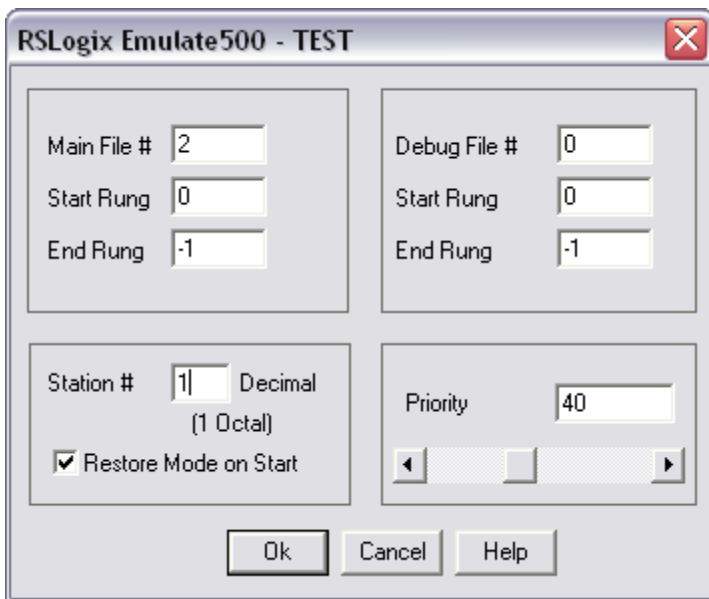 RSLogix Emulate500 - TEST
Main File # 2
Start Rung 0
End Rung -1
Debug File # 0
Start Rung 0
End Rung -1
Station # 1 Decimal
(1 Octal)
Restore Mode on Start
Priority 40
Ok Cancel Help